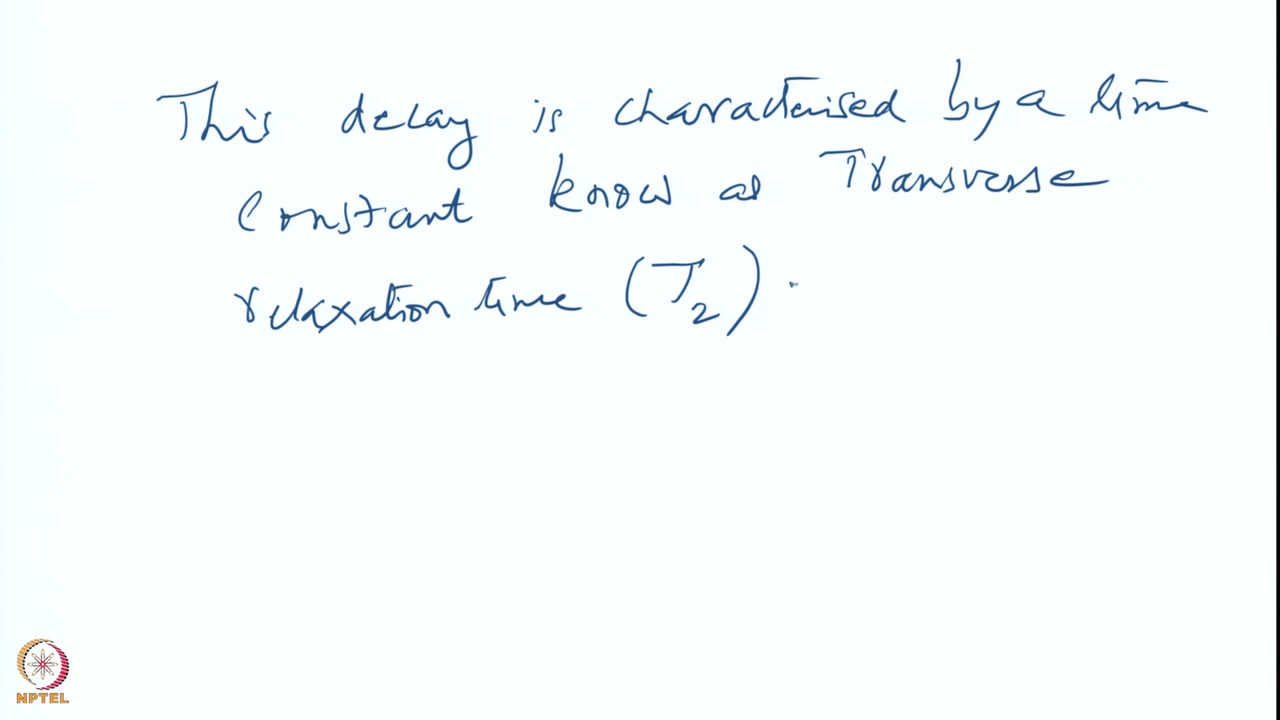 This delay is characterised by a time
Constant know as Transverse
relaxation time (T₂).
NPTEL